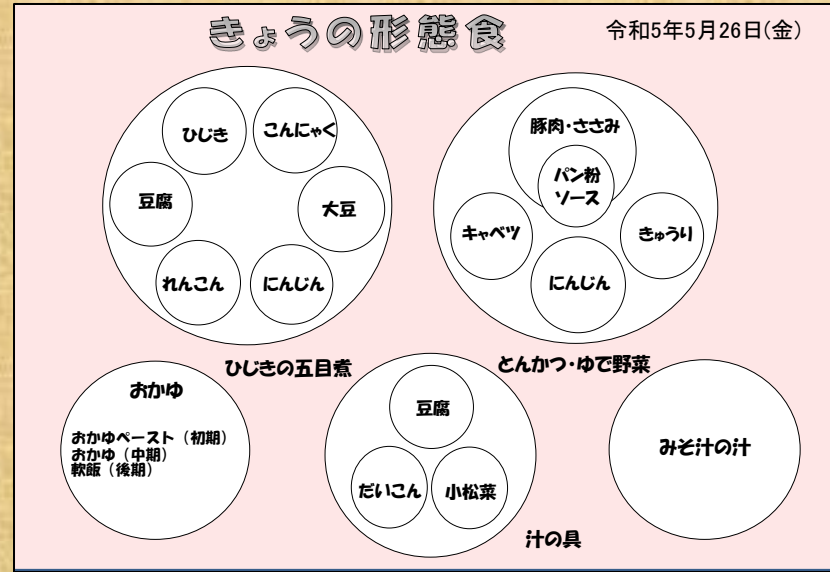 きょうの形態食
令和5年5月26日(金)
ひじき
こんにゃく
豆腐
大豆
れんこん
にんじん
ひじきの五目煮
豚肉・ささみ
パン粉
ソース
キャベツ
きゅうり
にんじん
とんかつ・ゆで野菜
おかゆ
おかゆペースト（初期）
おかゆ（中期）
軟飯（後期）
豆腐
だいこん
小松菜
汁の具
みそ汁の汁